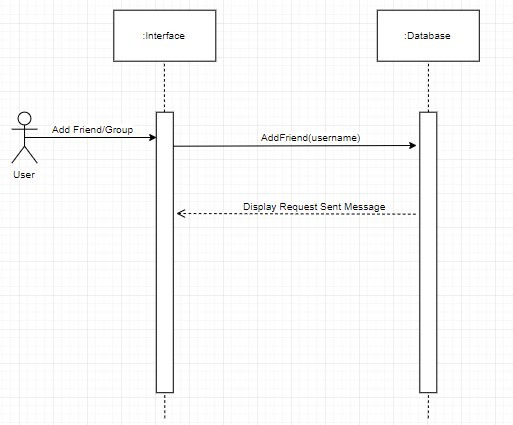 :Interface
:Database
Add Friend/Group
AddFriend(username)
User
Display Request Sent Message